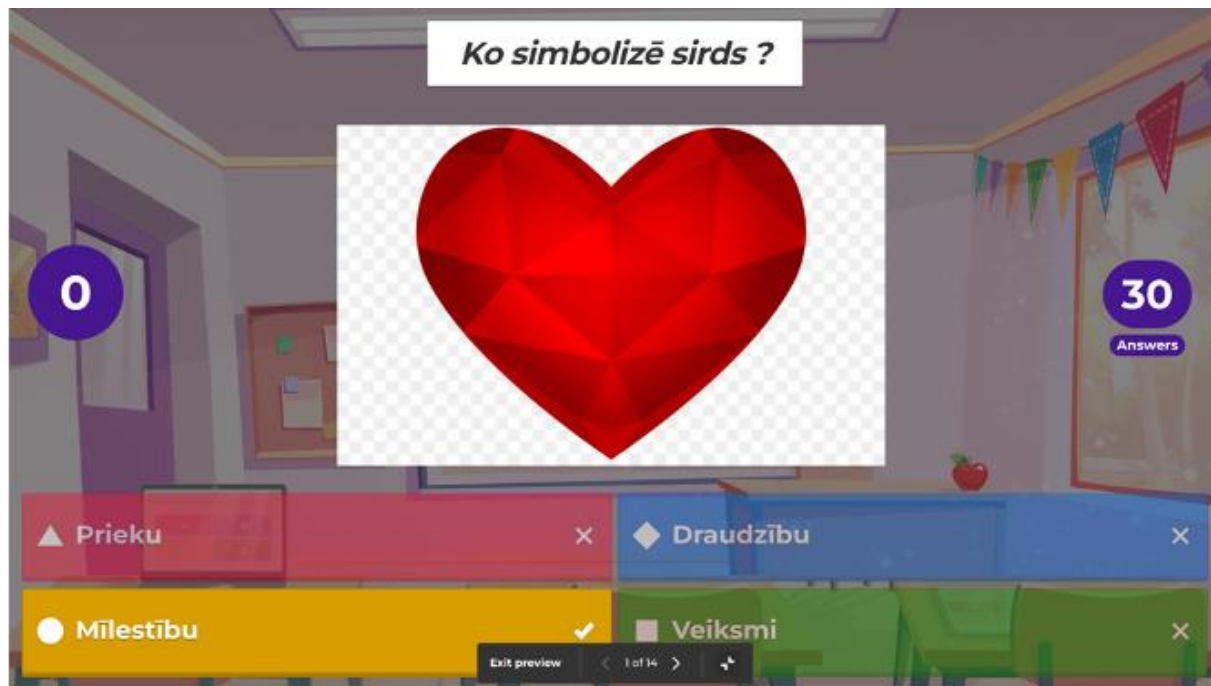 Ko simbolizē sirds ?
0
30
Answers
Prieku
Draudzību
Mīlestību
Veiksmi
Exit preview
1 of 14